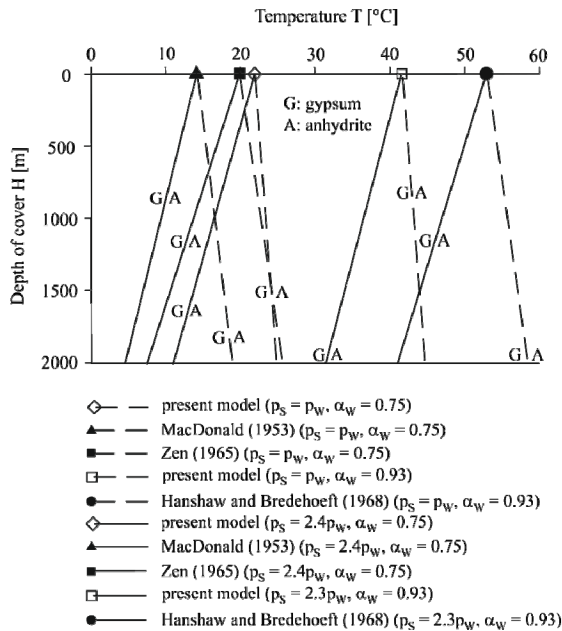 Temperature T [°C]
0 10 20 30 40 50 60
Depth of cover H [m]
0
500
1000
1500
2000
G: gypsum
A: anhydrite
G A
G A
G A
G A
G A
G A
G A
G A
G A
present model (pS = pW, αW = 0.75)
MacDonald (1953) (pS = pW, αW = 0.75)
Zen (1965) (pS = pW, αW = 0.75)
present model (pS = pW, αW = 0.93)
Hanshaw and Bredehoeft (1968) (pS = pW, αW = 0.93)
present model (pS = 2.4pW, αW = 0.75)
MacDonald (1953) (pS = 2.4pW, αW = 0.75)
Zen (1965) (pS = 2.4pW, αW = 0.75)
present model (pS = 2.3pW, αW = 0.93)
Hanshaw and Bredehoeft (1968) (pS = 2.3pW, αW = 0.93)